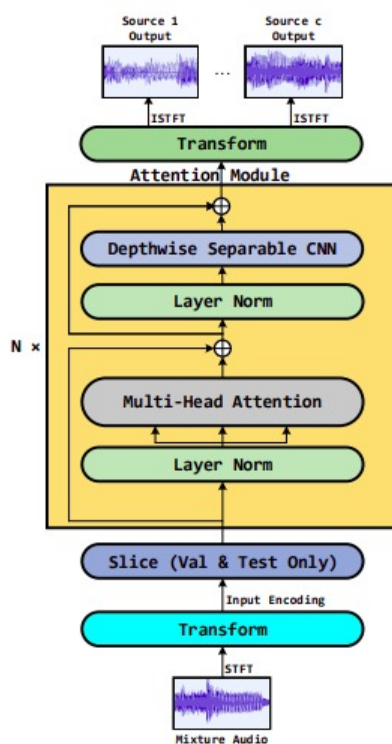 Source 1 Output
Source c Output
...
ISTFT
ISTFT
Transform
Attention Module
Depthwise Separable CNN
Layer Norm
N ×
Multi-Head Attention
Layer Norm
Slice (Val & Test Only)
Input Encoding
Transform
STFT
Mixture Audio